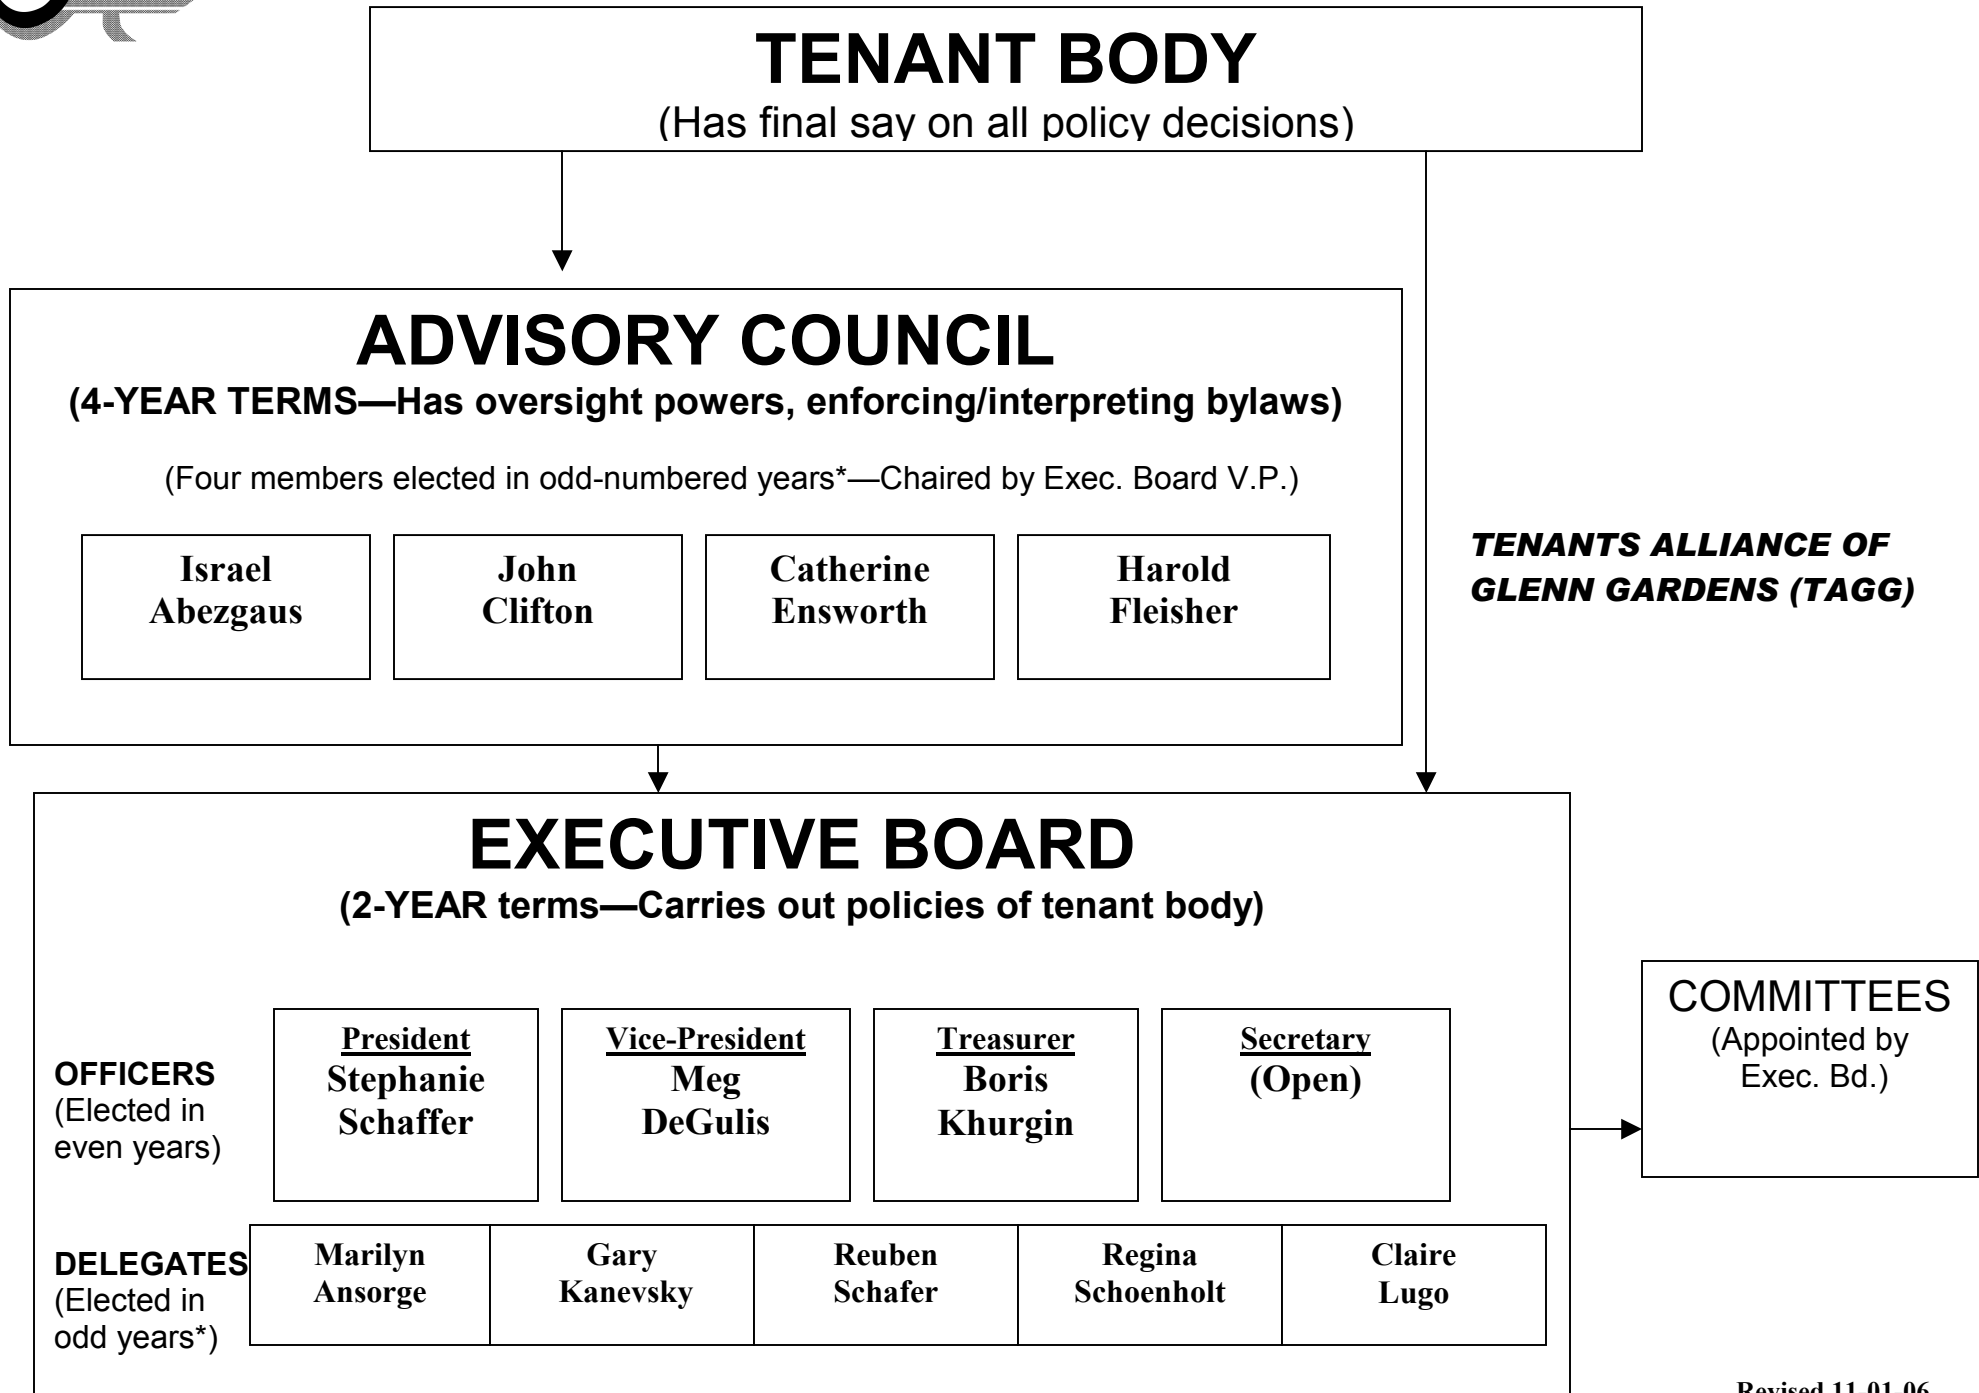 TENANT BODY
(Has final say on all policy decisions)
ADVISORY COUNCIL
(4-YEAR TERMS—Has oversight powers, enforcing/interpreting bylaws)
(Four members elected in odd-numbered years*—Chaired by Exec. Board V.P.)
Israel
Abezgaus
John
Clifton
Catherine
Ensworth
Harold
Fleisher
TENANTS ALLIANCE OF
GLENN GARDENS (TAGG)
EXECUTIVE BOARD
(2-YEAR terms—Carries out policies of tenant body)
OFFICERS
(Elected in
even years)
President
Stephanie
Schaffer
Vice-President
Meg
DeGulis
Treasurer
Boris
Khurgin
Secretary
(Open)
COMMITTEES
(Appointed by
Exec. Bd.)
DELEGATES
(Elected in
odd years*)
Marilyn
Ansorge
Gary
Kanevsky
Reuben
Schafer
Regina
Schoenholt
Claire
Lugo
Revised 11-01-06